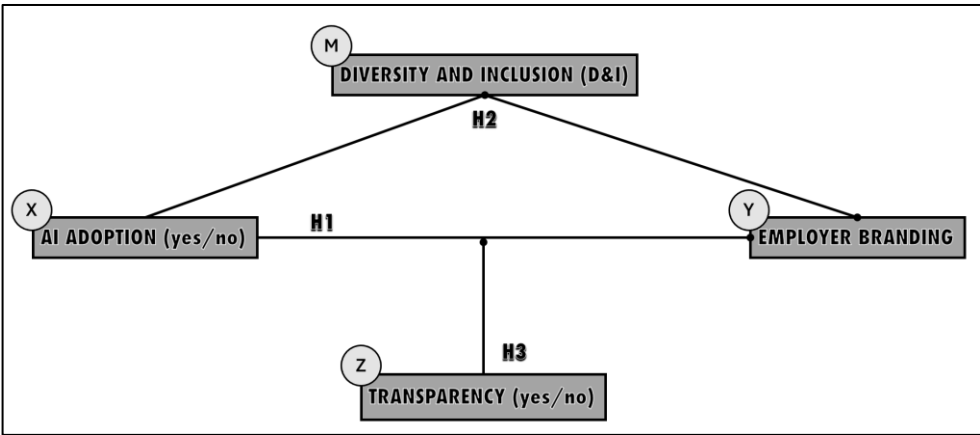 M
DIVERSITY AND INCLUSION (D&I)
H2
X
AI ADOPTION (yes/no)
H1
Y
EMPLOYER BRANDING
H3
Z
TRANSPARENCY (yes/no)